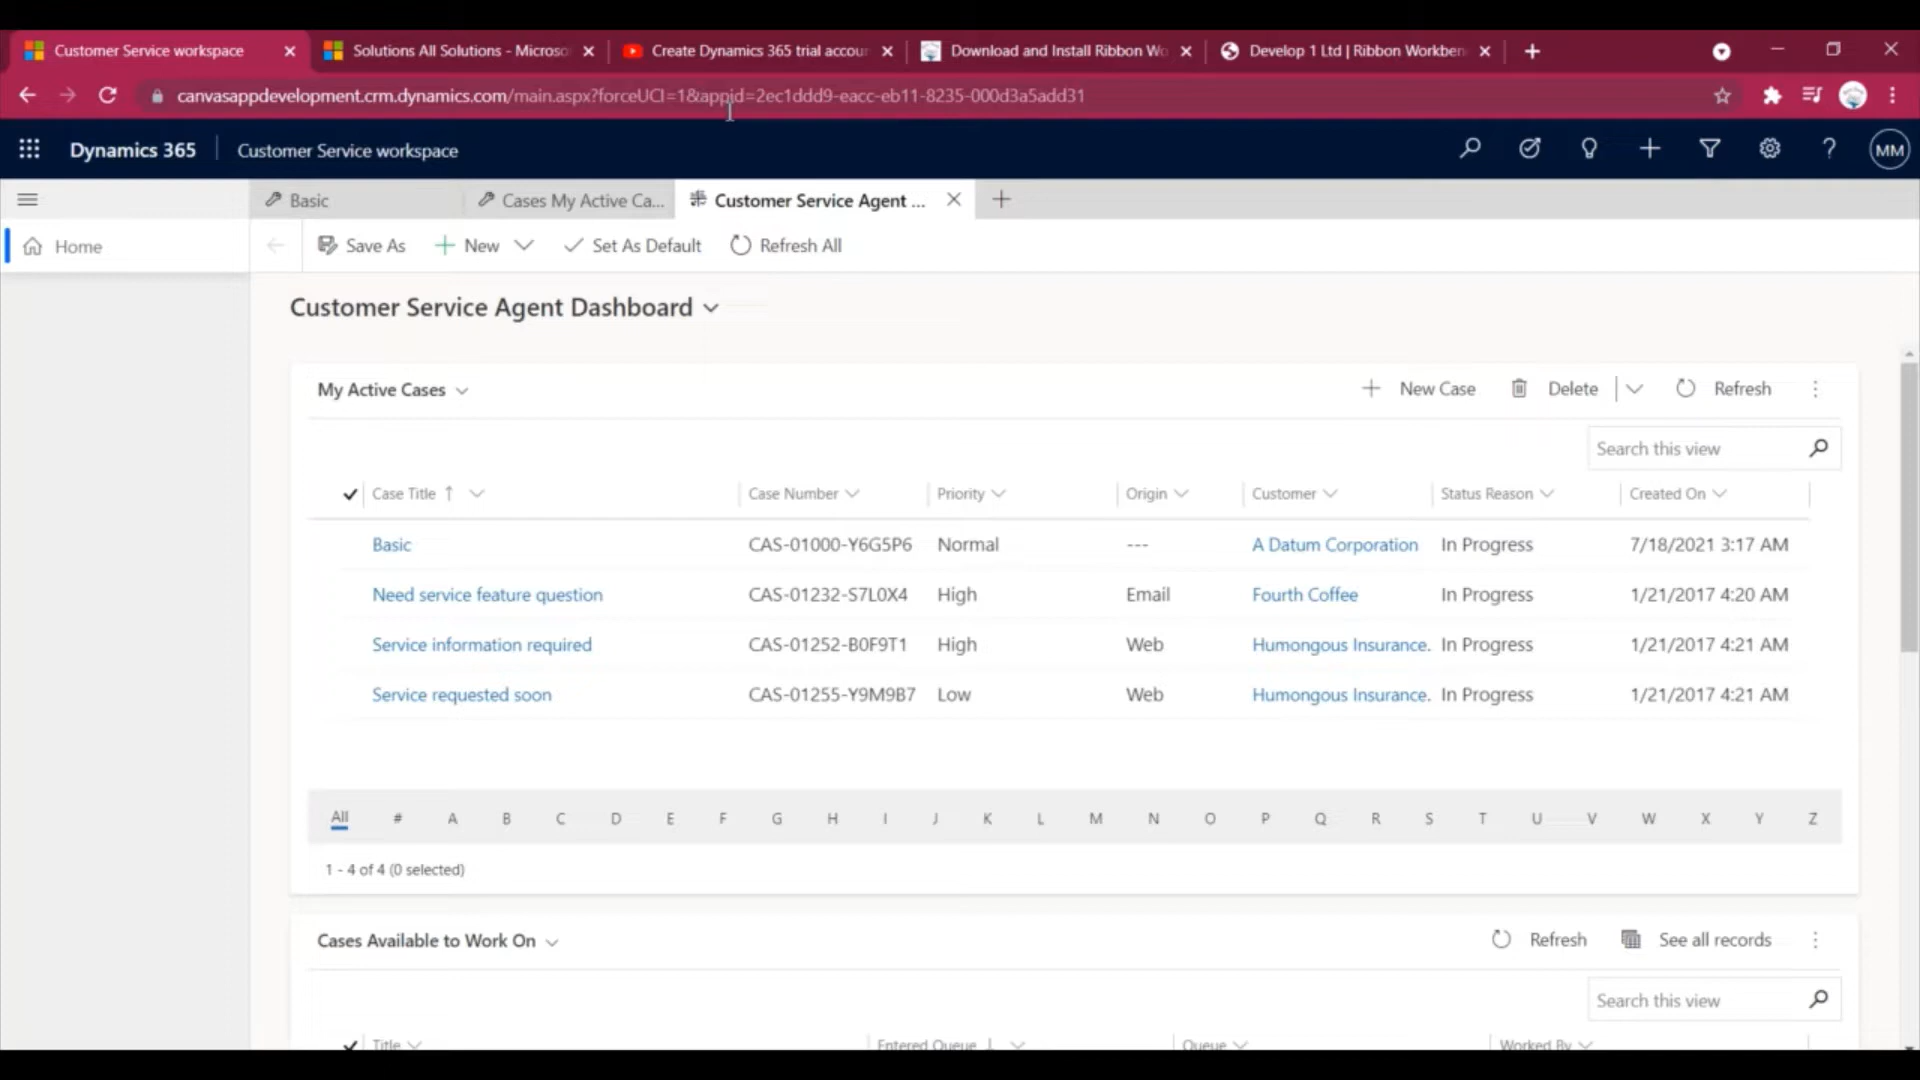 Customer Service workspace
Solutions All Solutions - Microso
Create Dynamics 365 trial accoun
Download and Install Ribbon Wo
Develop 1 Ltd | Ribbon Workben
canvasappdevelopment.crm.dynamics.com/main.aspx?forceUCI=1&appid=2ec1ddd9-eacc-eb11-8235-000d3a5add31
Dynamics 365 Customer Service workspace MM
Basic
Cases My Active Ca...
Customer Service Agent ...
Home
Save As New Set As Default Refresh All
Customer Service Agent Dashboard
My Active Cases New Case Delete Refresh
Search this view
Case Title Case Number Priority Origin Customer Status Reason Created On
Basic CAS-01000-Y6G5P6 Normal --- A Datum Corporation In Progress 7/18/2021 3:17 AM
Need service feature question CAS-01232-S7L0X4 High Email Fourth Coffee In Progress 1/21/2017 4:20 AM
Service information required CAS-01252-B0F9T1 High Web Humongous Insurance. In Progress 1/21/2017 4:21 AM
Service requested soon CAS-01255-Y9M9B7 Low Web Humongous Insurance. In Progress 1/21/2017 4:21 AM
All # A B C D E F G H I J K L M N O P Q R S T U V W X Y Z
1 - 4 of 4 (0 selected)
Cases Available to Work On Refresh See all records
Search this view
Title Entered Queue Queue Worked By